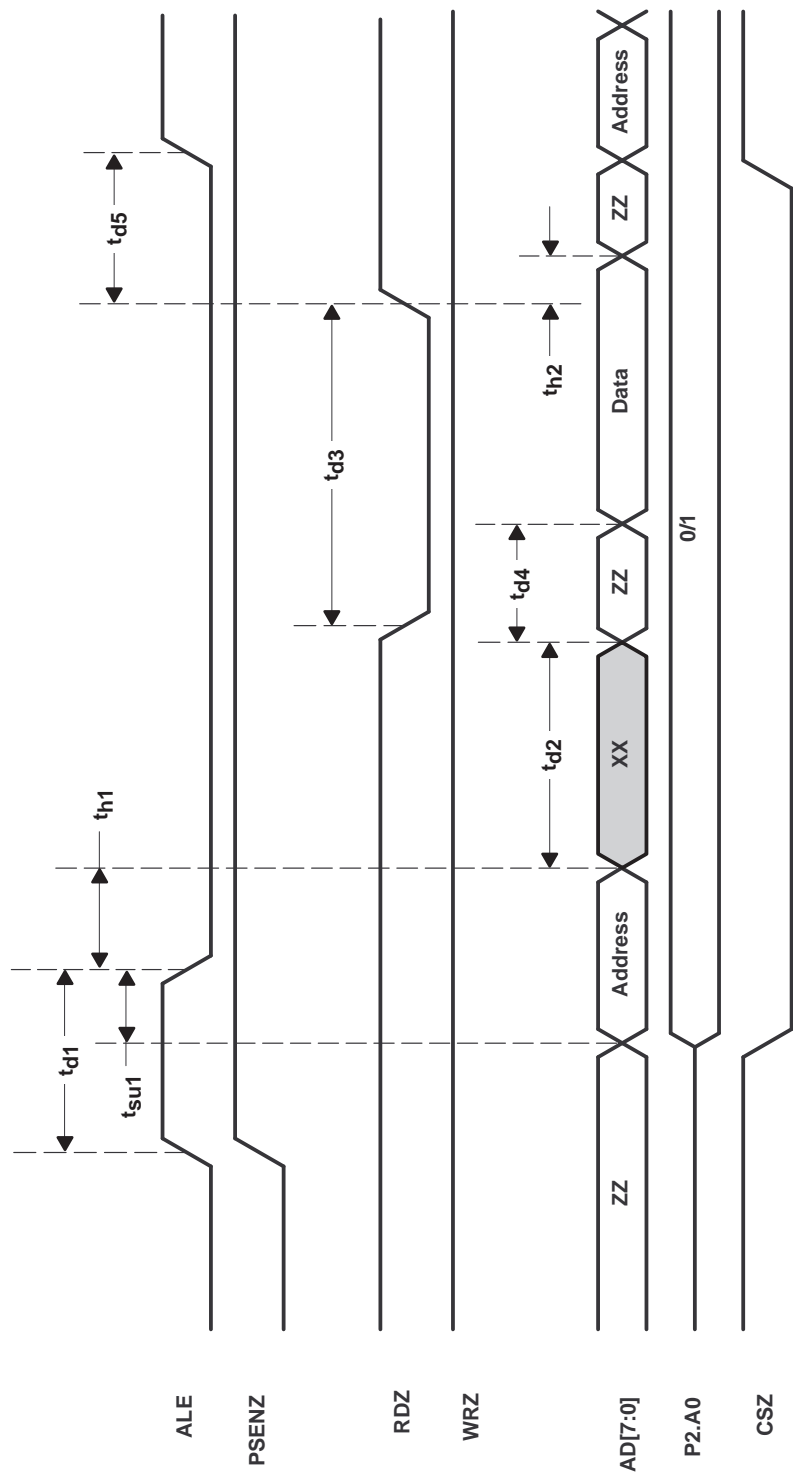 td5
td1
th1
tsu1
ALE
PSENZ
td3
RDZ
WRZ
td2
td4
th2
AD[7:0]
ZZ
Address
XX
ZZ
Data
ZZ
Address
P2.A0
0/1
CSZ